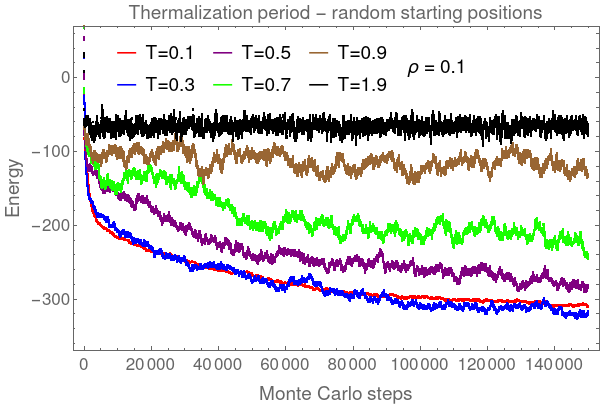 Thermalization period – random starting positions
T=0.1 T=0.5 T=0.9
ρ = 0.1
T=0.3 T=0.7 T=1.9
0
−100
−200
−300
Energy
0 20 000 40 000 60 000 80 000 100 000 120 000 140 000
Monte Carlo steps